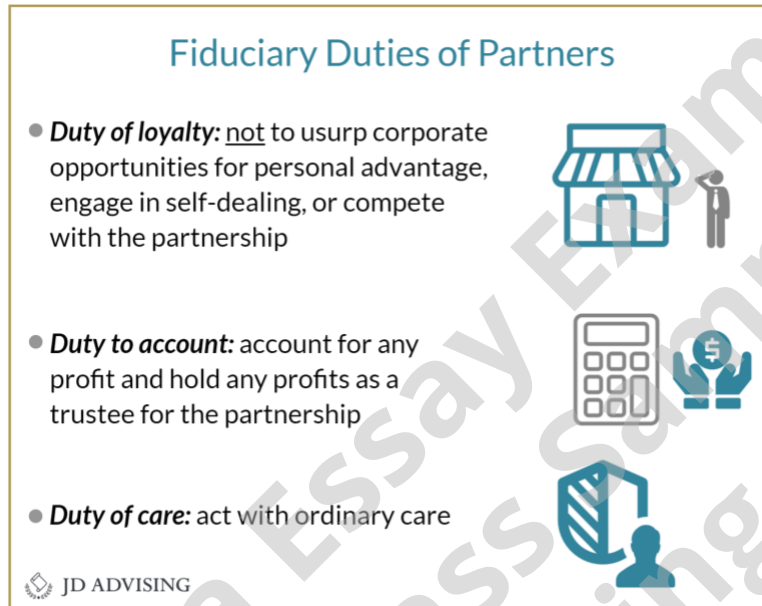 Fiduciary Duties of Partners
● Duty of loyalty: not to usurp corporate
opportunities for personal advantage,
engage in self-dealing, or compete
with the partnership
● Duty to account: account for any
profit and hold any profits as a
trustee for the partnership
$
● Duty of care: act with ordinary care
JD ADVISING
Essay Exam